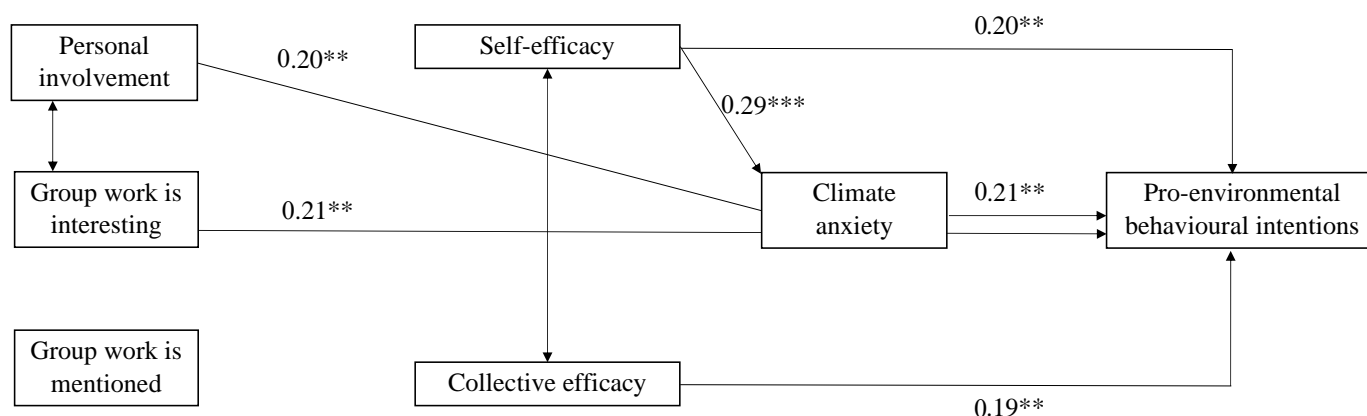 Personal
involvement
Self-efficacy
0.20**
0.20**
0.29***
Group work is
interesting
0.21**
Climate
anxiety
0.21**
Pro-environmental
behavioural intentions
Group work is
mentioned
Collective efficacy
0.19**